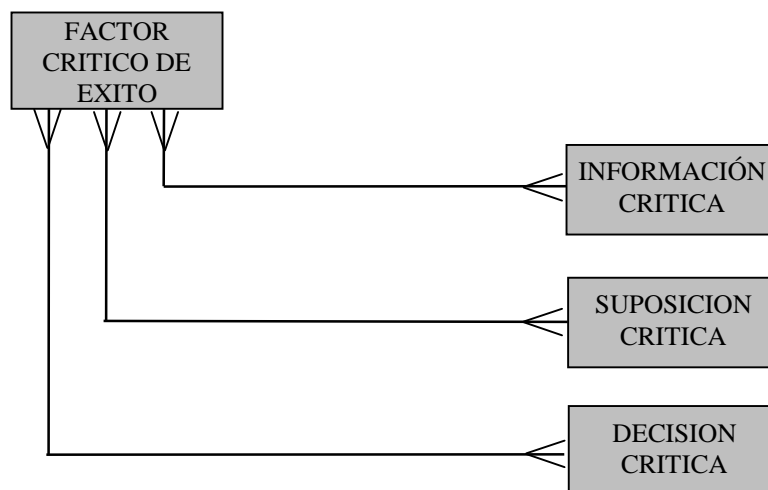 FACTOR
CRITICO DE
EXITO
INFORMACIÓN
CRITICA
SUPOSICION
CRITICA
DECISION
CRITICA